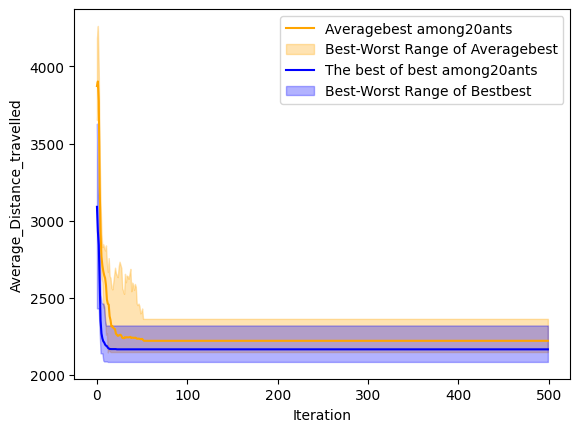 Averagebest among20ants
Best-Worst Range of Averagebest
The best of best among20ants
Best-Worst Range of Bestbest
Average_Distance_travelled
4000
3500
3000
2500
2000
0 100 200 300 400 500
Iteration